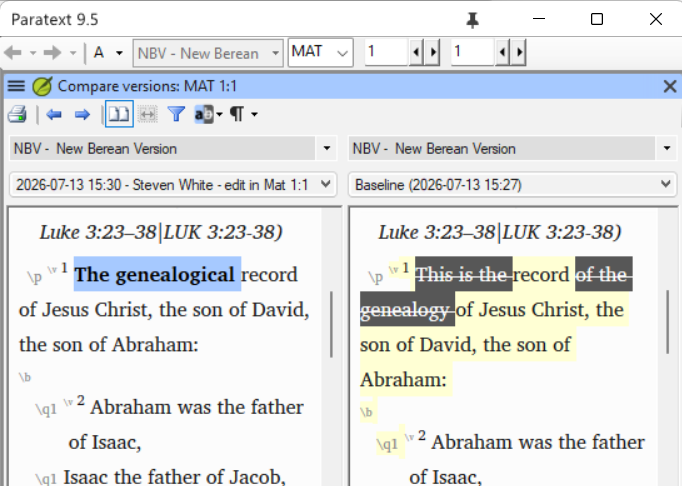 Paratext 9.5
A NBV - New Berean MAT 1 1
Compare versions: MAT 1:1
NBV - New Berean Version
2026-07-13 15:30 - Steven White - edit in Mat 1:1
Luke 3:23–38|LUK 3:23-38)
\p \v 1 The genealogical record
of Jesus Christ, the son of David,
the son of Abraham:
\b
\q1 \v 2 Abraham was the father
of Isaac,
\q1 Isaac the father of Jacob,
NBV - New Berean Version
Baseline (2026-07-13 15:27)
Luke 3:23–38|LUK 3:23-38)
\p \v 1 This is the record of the
genealogy of Jesus Christ, the
son of David, the son of
Abraham:
\b
\q1 \v 2 Abraham was the father
of Isaac,